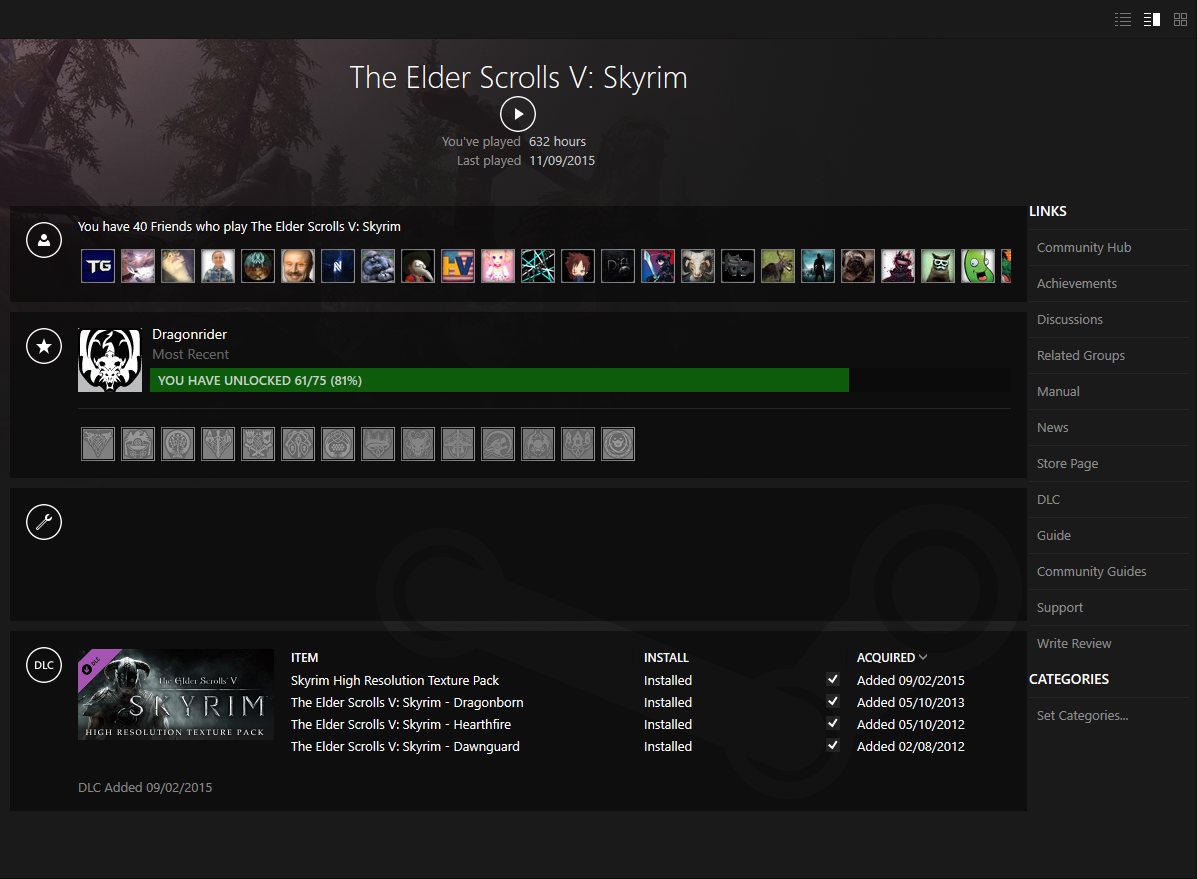 The Elder Scrolls V: Skyrim
You've played 632 hours
Last played 11/09/2015
You have 40 Friends who play The Elder Scrolls V: Skyrim
TG
N
Dragonrider
Most Recent
YOU HAVE UNLOCKED 61/75 (81%)
DLC
DLC
The Elder Scrolls V
SKYRIM
HIGH RESOLUTION TEXTURE PACK
ITEM INSTALL ACQUIRED
Skyrim High Resolution Texture Pack Installed Added 09/02/2015
The Elder Scrolls V: Skyrim - Dragonborn Installed Added 05/10/2013
The Elder Scrolls V: Skyrim - Hearthfire Installed Added 05/10/2012
The Elder Scrolls V: Skyrim - Dawnguard Installed Added 02/08/2012
DLC Added 09/02/2015
LINKS
Community Hub
Achievements
Discussions
Related Groups
Manual
News
Store Page
DLC
Guide
Community Guides
Support
Write Review
CATEGORIES
Set Categories...